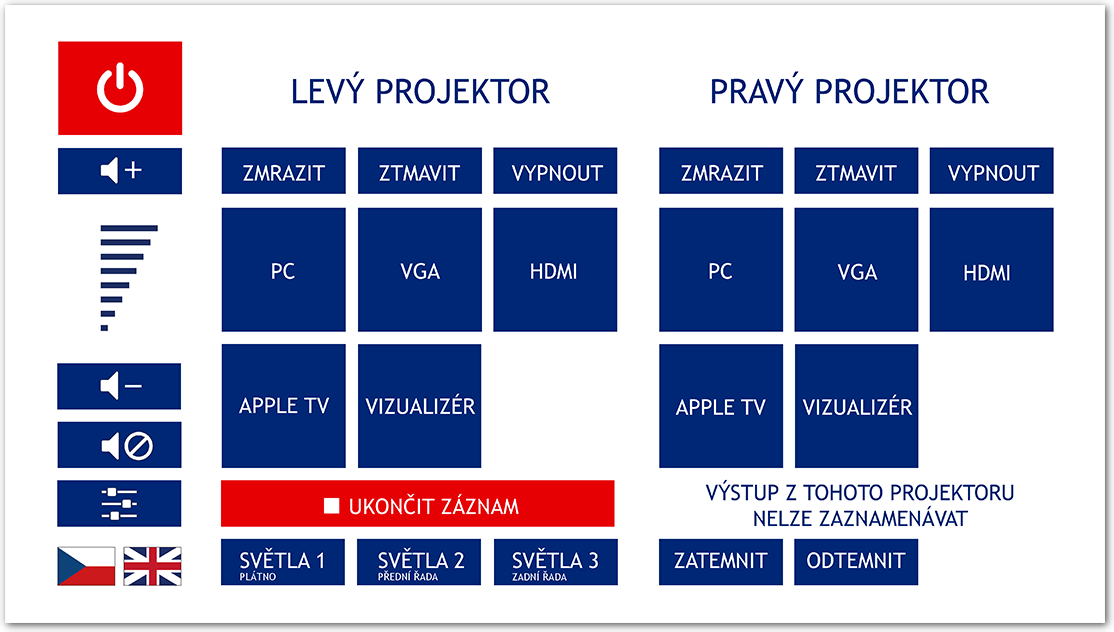 LEVÝ PROJEKTOR
ZMRAZIT ZTMAVIT VYPNOUT
PC VGA HDMI
APPLE TV VIZUALIZÉR
UKONČIT ZÁZNAM
SVĚTLA 1 SVĚTLA 2 SVĚTLA 3
PLÁTNO PŘEDNÍ ŘADA ZADNÍ ŘADA
PRAVÝ PROJEKTOR
ZMRAZIT ZTMAVIT VYPNOUT
PC VGA HDMI
APPLE TV VIZUALIZÉR
VÝSTUP Z TOHOTO PROJEKTORU
NELZE ZAZNAMENÁVAT
ZATEMNIT ODTEMNIT